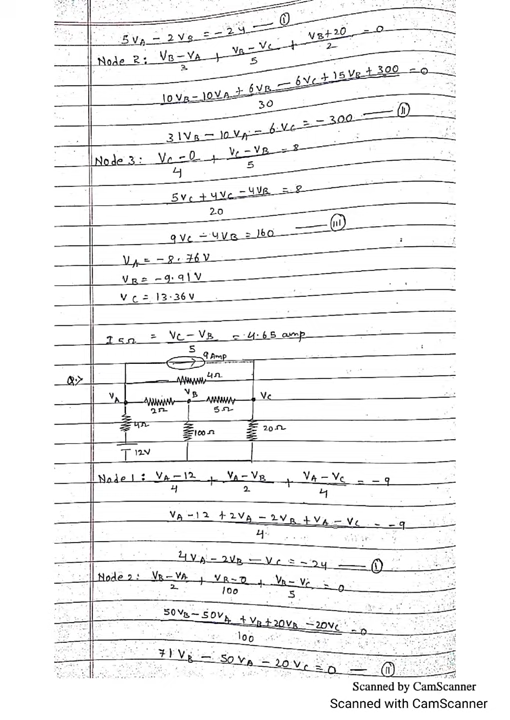 5VA - 2VB = -24 — (i)
Node 2: VB-VA/3 + VB-VC/5 + VB+20/2 = 0
10VB-10VA+6VB-6VC+15VB+300/30 = 0
31VB-10VA-6VC = -300 — (ii)
Node 3: VC-0/4 + VC-VB/5 = 8
5VC+4VC-4VB/20 = 8
9VC-4VB = 160 — (iii)
VA = -8.76V
VB = -9.91V
VC = 13.36V
I5Ω = VC-VB/5 = 4.65 amp
9 Amp
4Ω
Q.>
VA 2Ω VB 5Ω VC
4Ω 100Ω 20Ω
12V
Node 1: VA-12/4 + VA-VB/2 + VA-VC/4 = -9
VA-12+2VA-2VB+VA-VC/4 = -9
4VA-2VB-VC = -24 — (i)
Node 2: VB-VA/2 + VB-0/100 + VB-VC/5 = 0
50VB-50VA+VB+20VB-20VC/100 = 0
71VB-50VA-20VC = 0 — (ii)
Scanned by CamScanner
Scanned with CamScanner